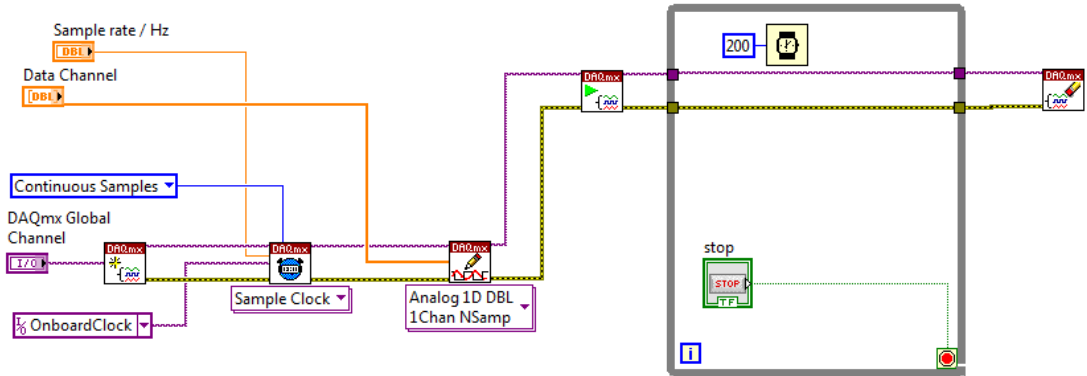 Sample rate / Hz
DBL
Data Channel
[DBL]
Continuous Samples
DAQmx Global
Channel
I/O
DAQmx
DAQmx
DAQmx
Sample Clock
Analog 1D DBL
1Chan NSamp
I/O OnboardClock
DAQmx
200
DAQmx
stop
STOP
TF
i